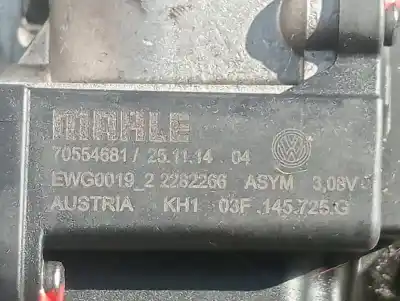 MAHLE
70554681 / 25.11.14 04
EWG0019_2 2262266 ASYM 3,08V
AUSTRIA KH1 03F.145.725.G